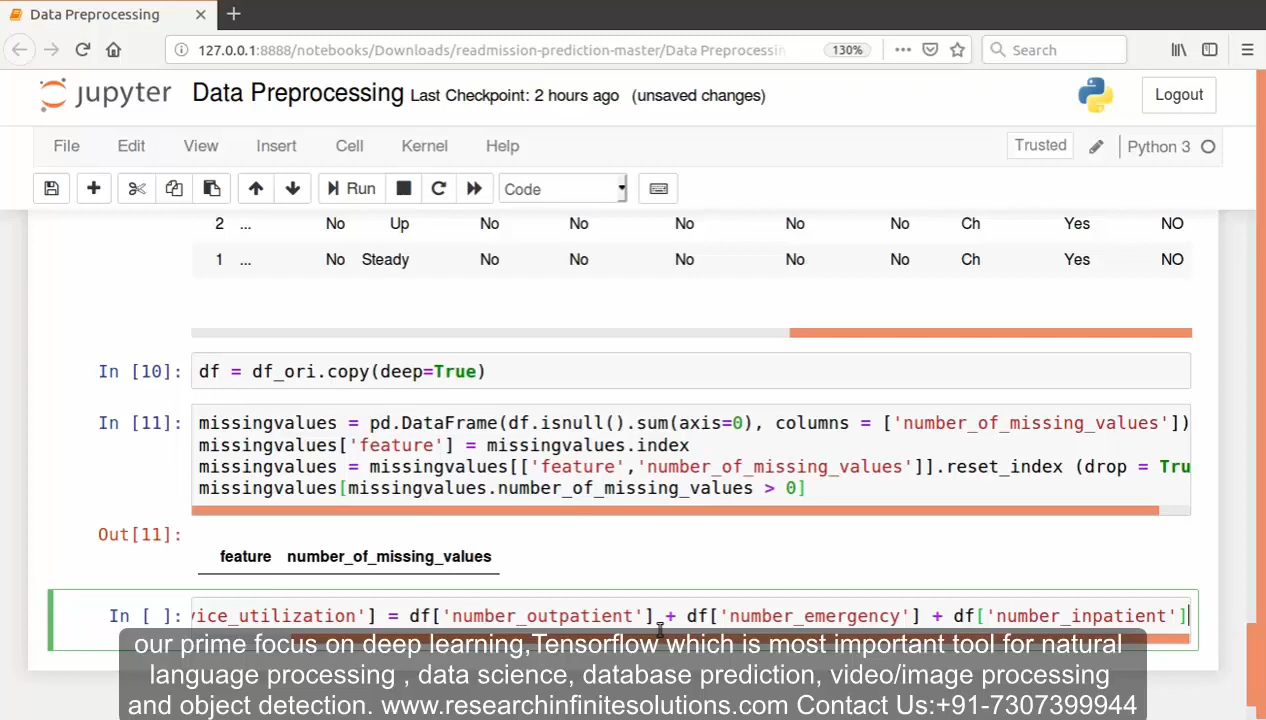 Data Preprocessing
127.0.0.1:8888/notebooks/Downloads/readmission-prediction-master/Data Preprocessin 130% Search
jupyter Data Preprocessing Last Checkpoint: 2 hours ago (unsaved changes) Logout
File Edit View Insert Cell Kernel Help Trusted Python 3
Run Code
2 ... No Up No No No No No Ch Yes NO
1 ... No Steady No No No No No Ch Yes NO
In [10]: df = df_ori.copy(deep=True)
In [11]: missingvalues = pd.DataFrame(df.isnull().sum(axis=0), columns = ['number_of_missing_values'])
missingvalues['feature'] = missingvalues.index
missingvalues = missingvalues[['feature','number_of_missing_values']].reset_index (drop = Tru
missingvalues[missingvalues.number_of_missing_values > 0]
Out[11]:
feature number_of_missing_values
In [ ]: vice_utilization'] = df['number_outpatient'] + df['number_emergency'] + df['number_inpatient']
our prime focus on deep learning,Tensorflow which is most important tool for natural
language processing , data science, database prediction, video/image processing
and object detection. www.researchinfinitesolutions.com Contact Us:+91-7307399944